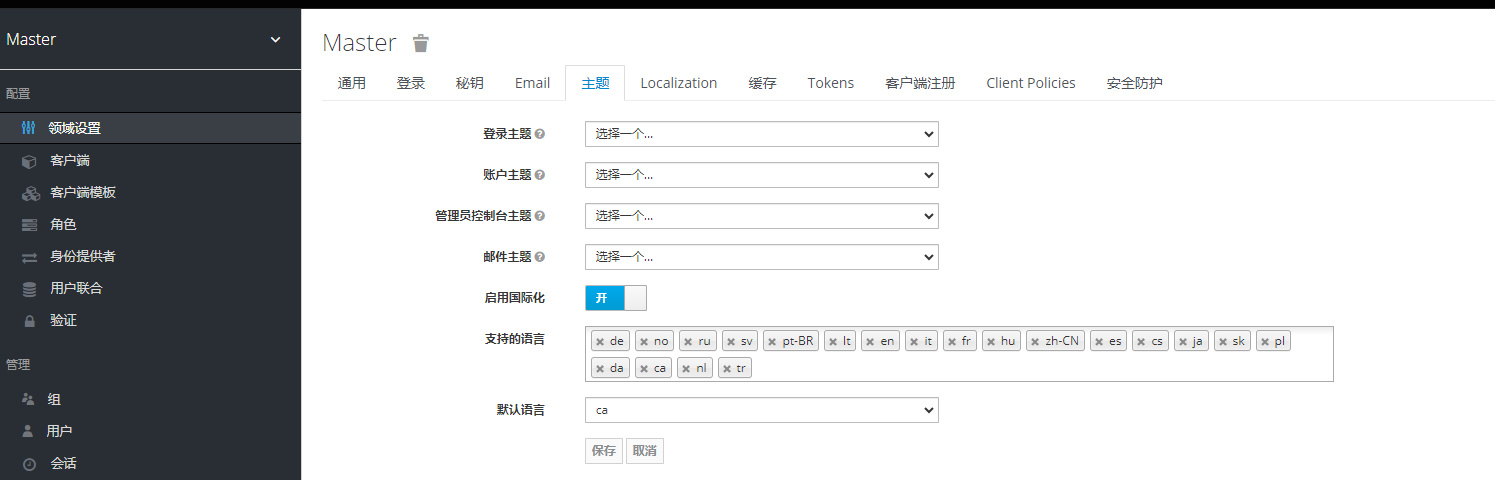 Master
配置
领域设置
客户端
客户端模板
角色
身份提供者
用户联合
验证
管理
组
用户
会话
Master
通用 登录 秘钥 Email 主题 Localization 缓存 Tokens 客户端注册 Client Policies 安全防护
登录主题 选择一个...
账户主题 选择一个...
管理员控制台主题 选择一个...
邮件主题 选择一个...
启用国际化 开
支持的语言 de no ru sv pt-BR lt en it fr hu zh-CN es cs ja sk pl
da ca nl tr
默认语言 ca
保存 取消